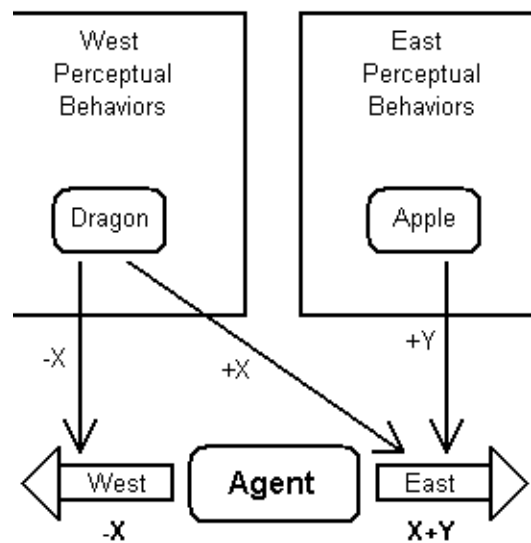 West
Perceptual
Behaviors
East
Perceptual
Behaviors
Dragon
Apple
-X
+X
+Y
West
Agent
East
-X
X+Y